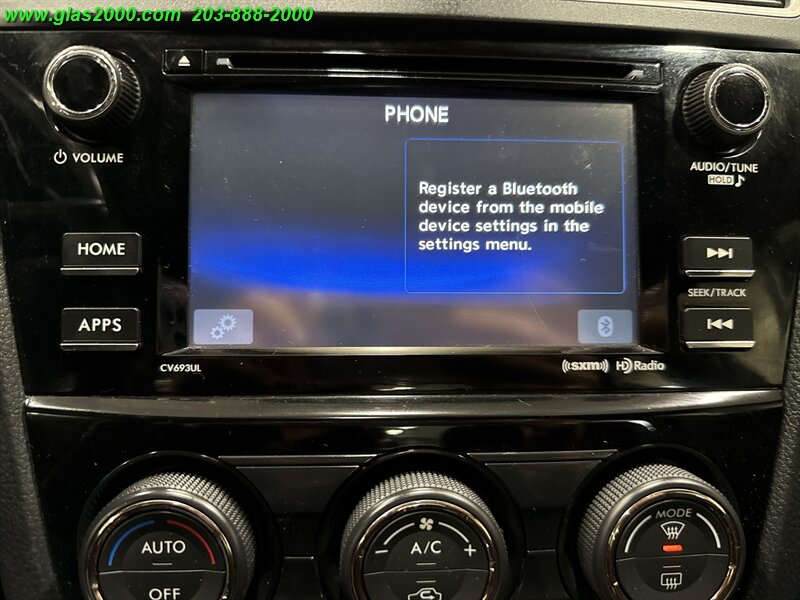 www.glas2000.com 203-888-2000
PHONE
VOLUME
AUDIO/TUNE
HOLD
Register a Bluetooth
device from the mobile
device settings in the
settings menu.
HOME
APPS
SEEK/TRACK
CV693UL
sxm HD Radio
MODE
AUTO
- A/C +
OFF